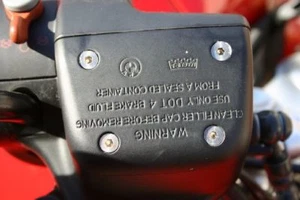 WARNING
CLEAN FILLER CAP BEFORE REMOVING
USE ONLY DOT 4 BRAKE FLUID
FROM A SEALED CONTAINER